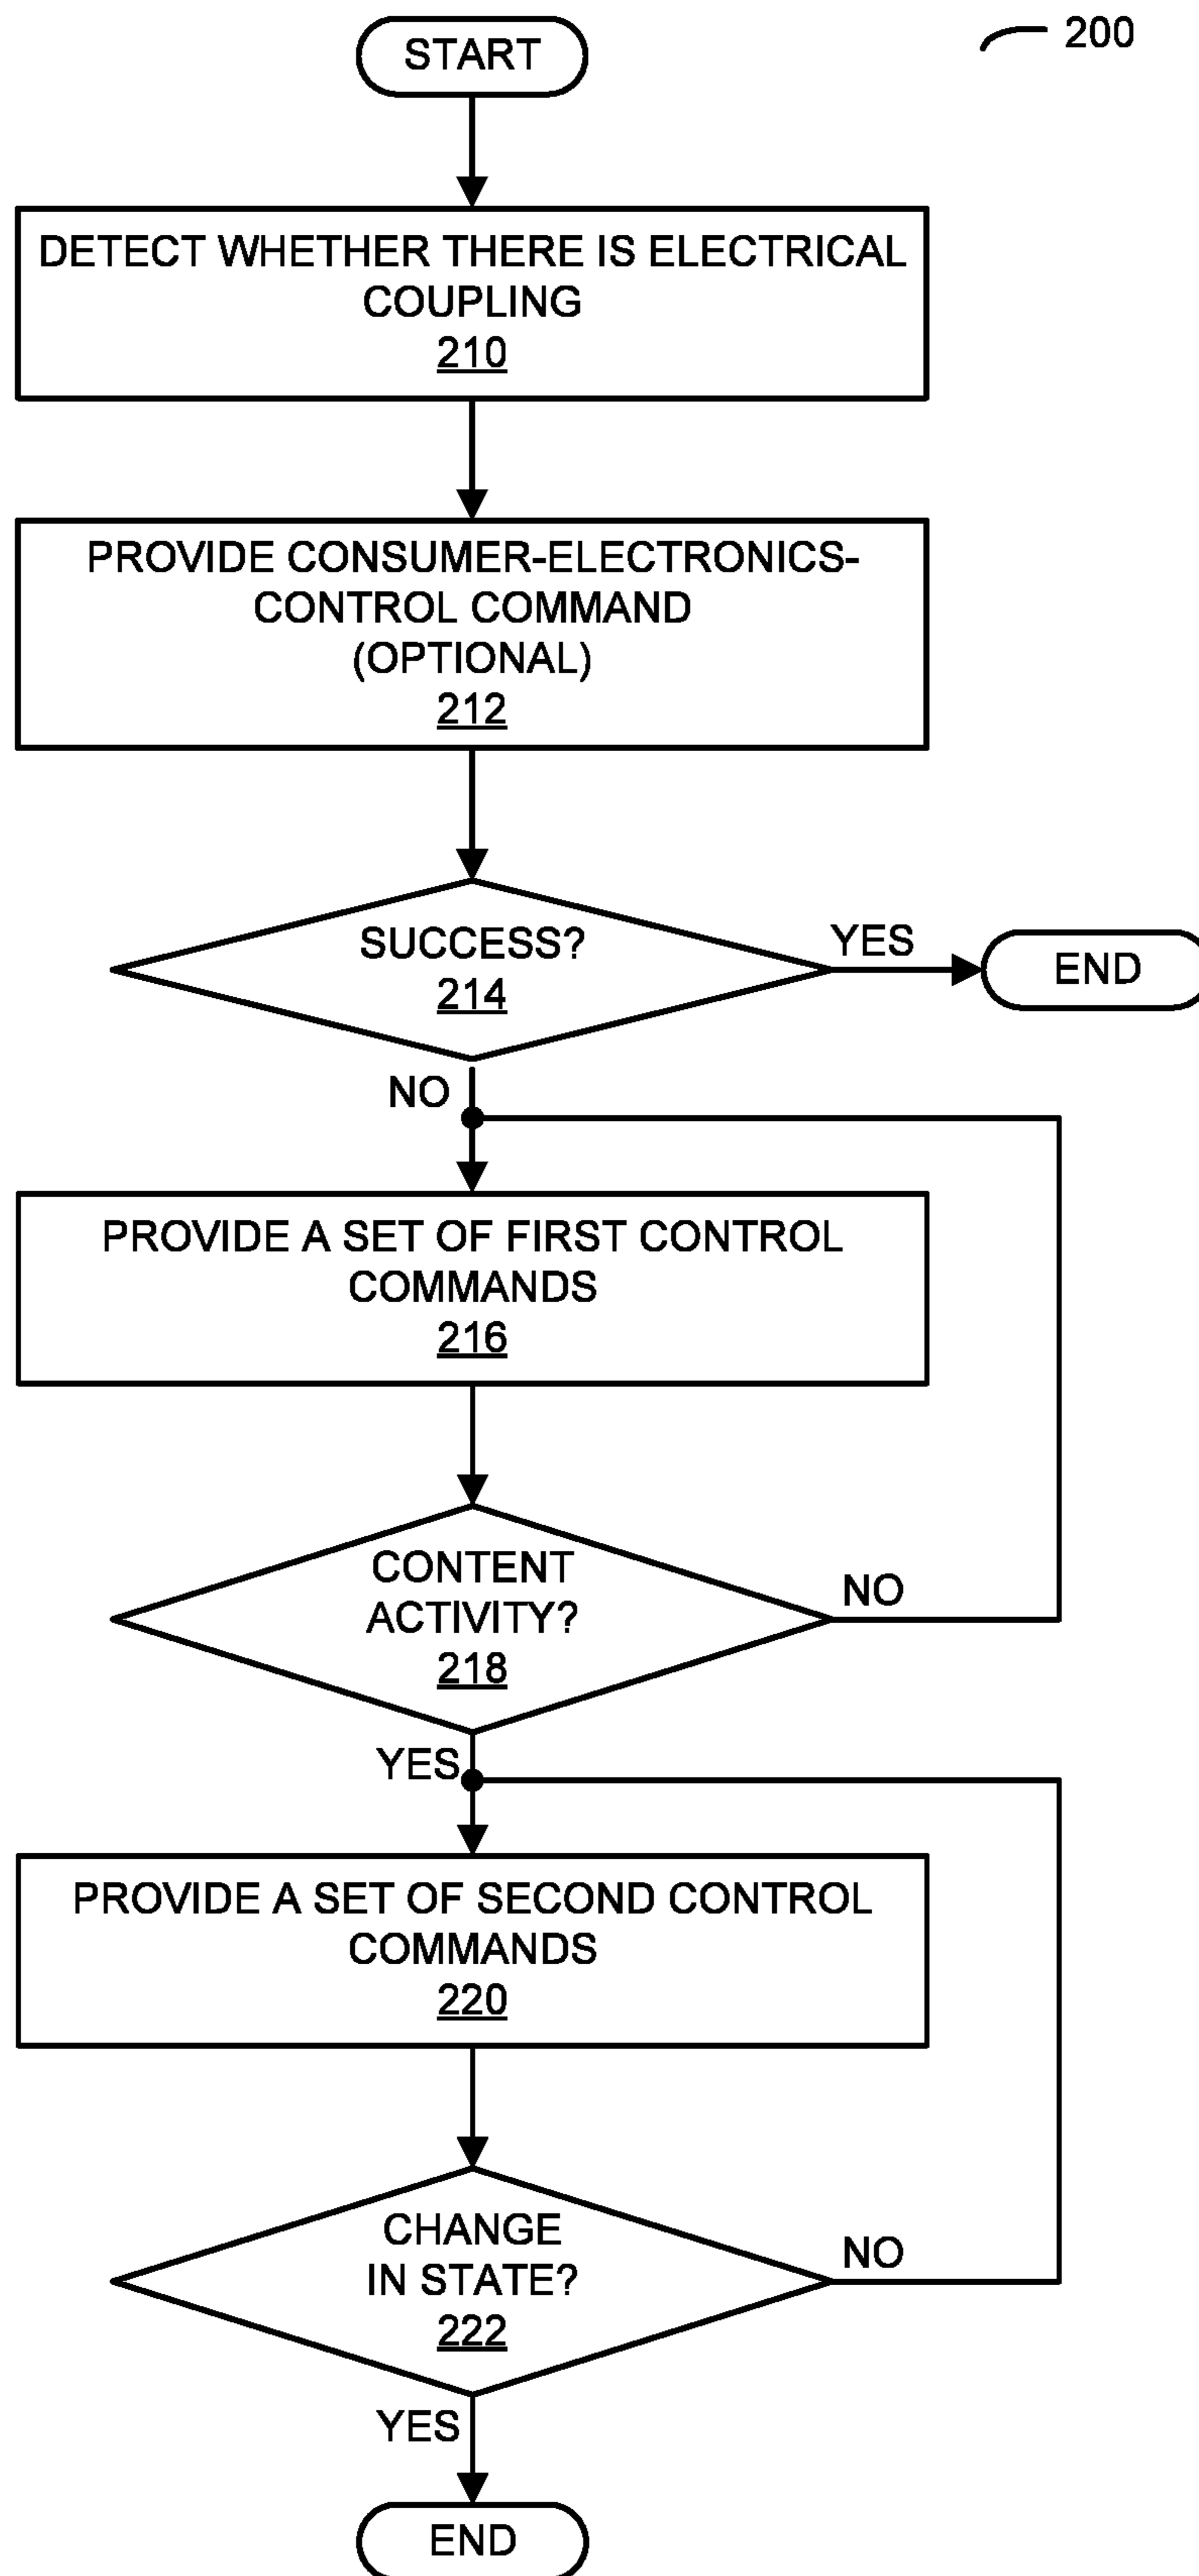 START
200
DETECT WHETHER THERE IS ELECTRICAL
COUPLING
210
PROVIDE CONSUMER-ELECTRONICS-
CONTROL COMMAND
(OPTIONAL)
212
SUCCESS?
214
YES
END
NO
PROVIDE A SET OF FIRST CONTROL
COMMANDS
216
CONTENT
ACTIVITY?
218
NO
YES
PROVIDE A SET OF SECOND CONTROL
COMMANDS
220
CHANGE
IN STATE?
222
NO
YES
END